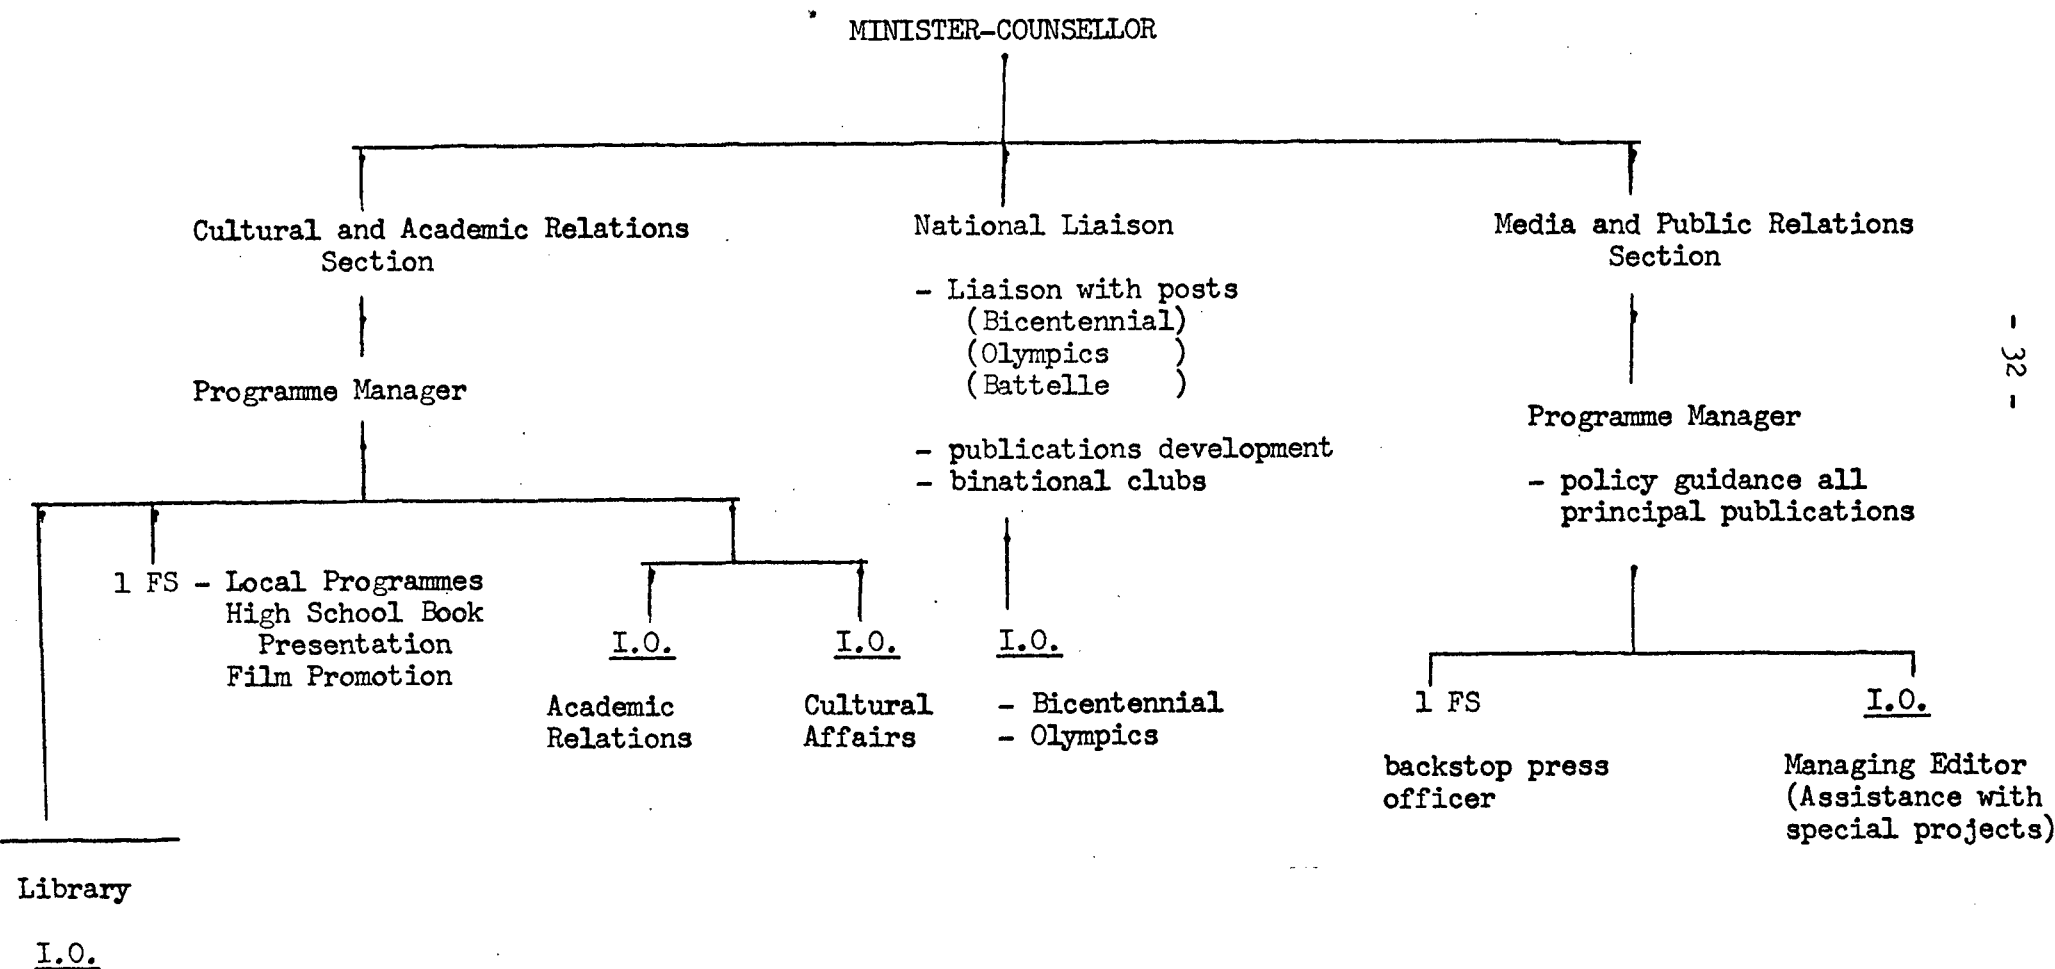 MINISTER-COUNSELLOR
Cultural and Academic Relations
Section
Programme Manager
1 FS - Local Programmes
High School Book
Presentation
Film Promotion
I.O.
Academic
Relations
I.O.
Cultural
Affairs
Library
I.O.
National Liaison
- Liaison with posts
(Bicentennial)
(Olympics )
(Battelle )
- publications development
- binational clubs
I.O.
- Bicentennial
- Olympics
Media and Public Relations
Section
Programme Manager
- policy guidance all
principal publications
1 FS
backstop press
officer
I.O.
Managing Editor
(Assistance with
special projects)
- 32 -